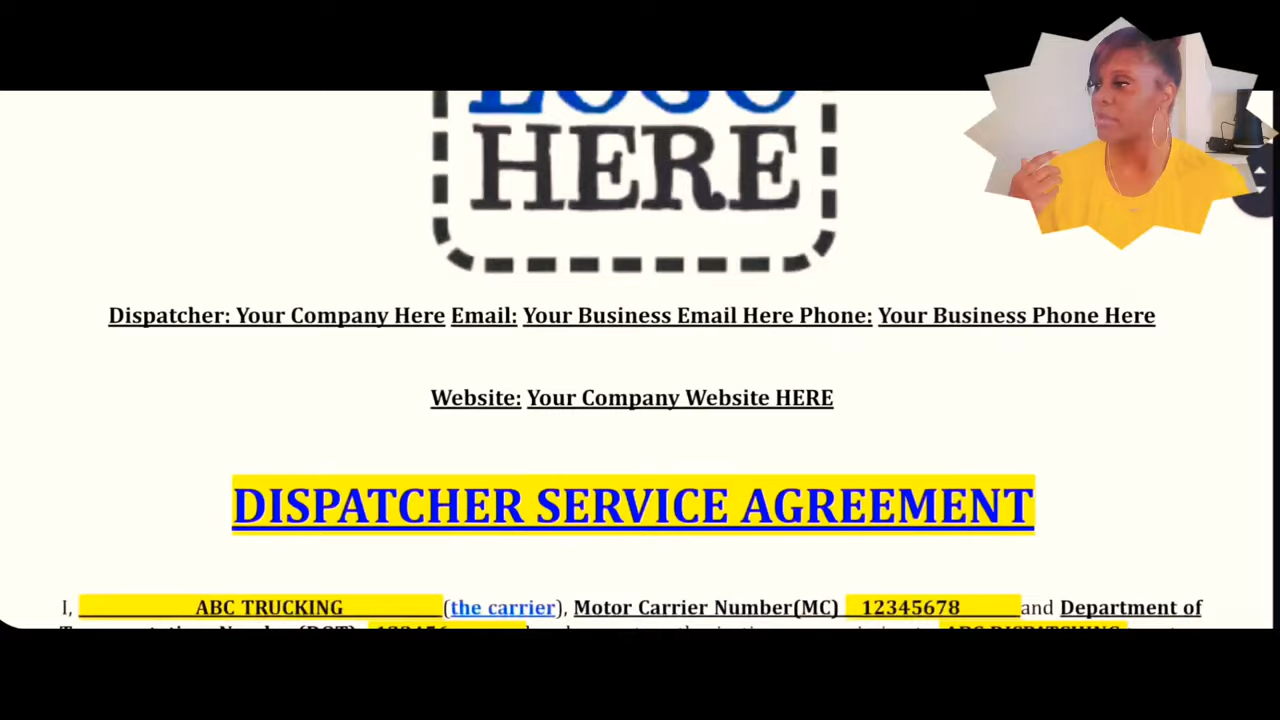 LOGO
HERE
Dispatcher: Your Company Here Email: Your Business Email Here Phone: Your Business Phone Here
Website: Your Company Website HERE
DISPATCHER SERVICE AGREEMENT
I, ABC TRUCKING (the carrier), Motor Carrier Number(MC) 12345678 and Department of